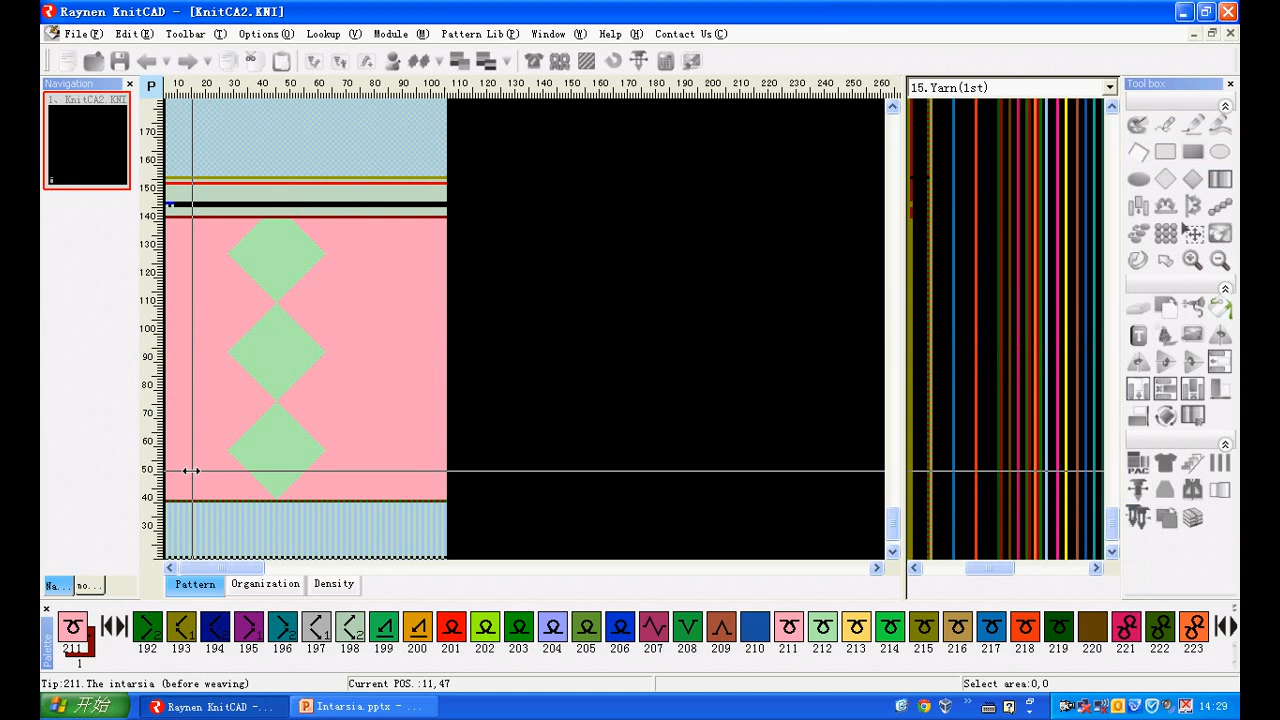 Raynen KnitCAD - [KnitCA2.KNI]
File(F) Edit(E) Toolbar (T) Options(O) Lookup (V) Module (M) Pattern Lib(P) Window (W) Help (H) Contact Us(C)
Navigation
1、KnitCA2.KNI
P
10 30 40 50 80 90 100 110 120 130 140 150 160 170 180 190 200 210 220 230 240 250 260
15.Yarn(1st)
Tool box
170
160
150
140
130
120
110
100
90
80
70
60
50
40
30
PAC
Na... mo...
Pattern Organization Density
Palette
211 192 193 194 195 196 197 198 199 200 201 202 203 204 205 206 207 208 209 210 211 212 213 214 215 216 217 218 219 220 221 222 223
1
Tip:211.The intarsia (before weaving) Current POS.:11,47 Select area:0,0
开始 Raynen KnitCAD -... Intarsia.pptx - ... 14:29